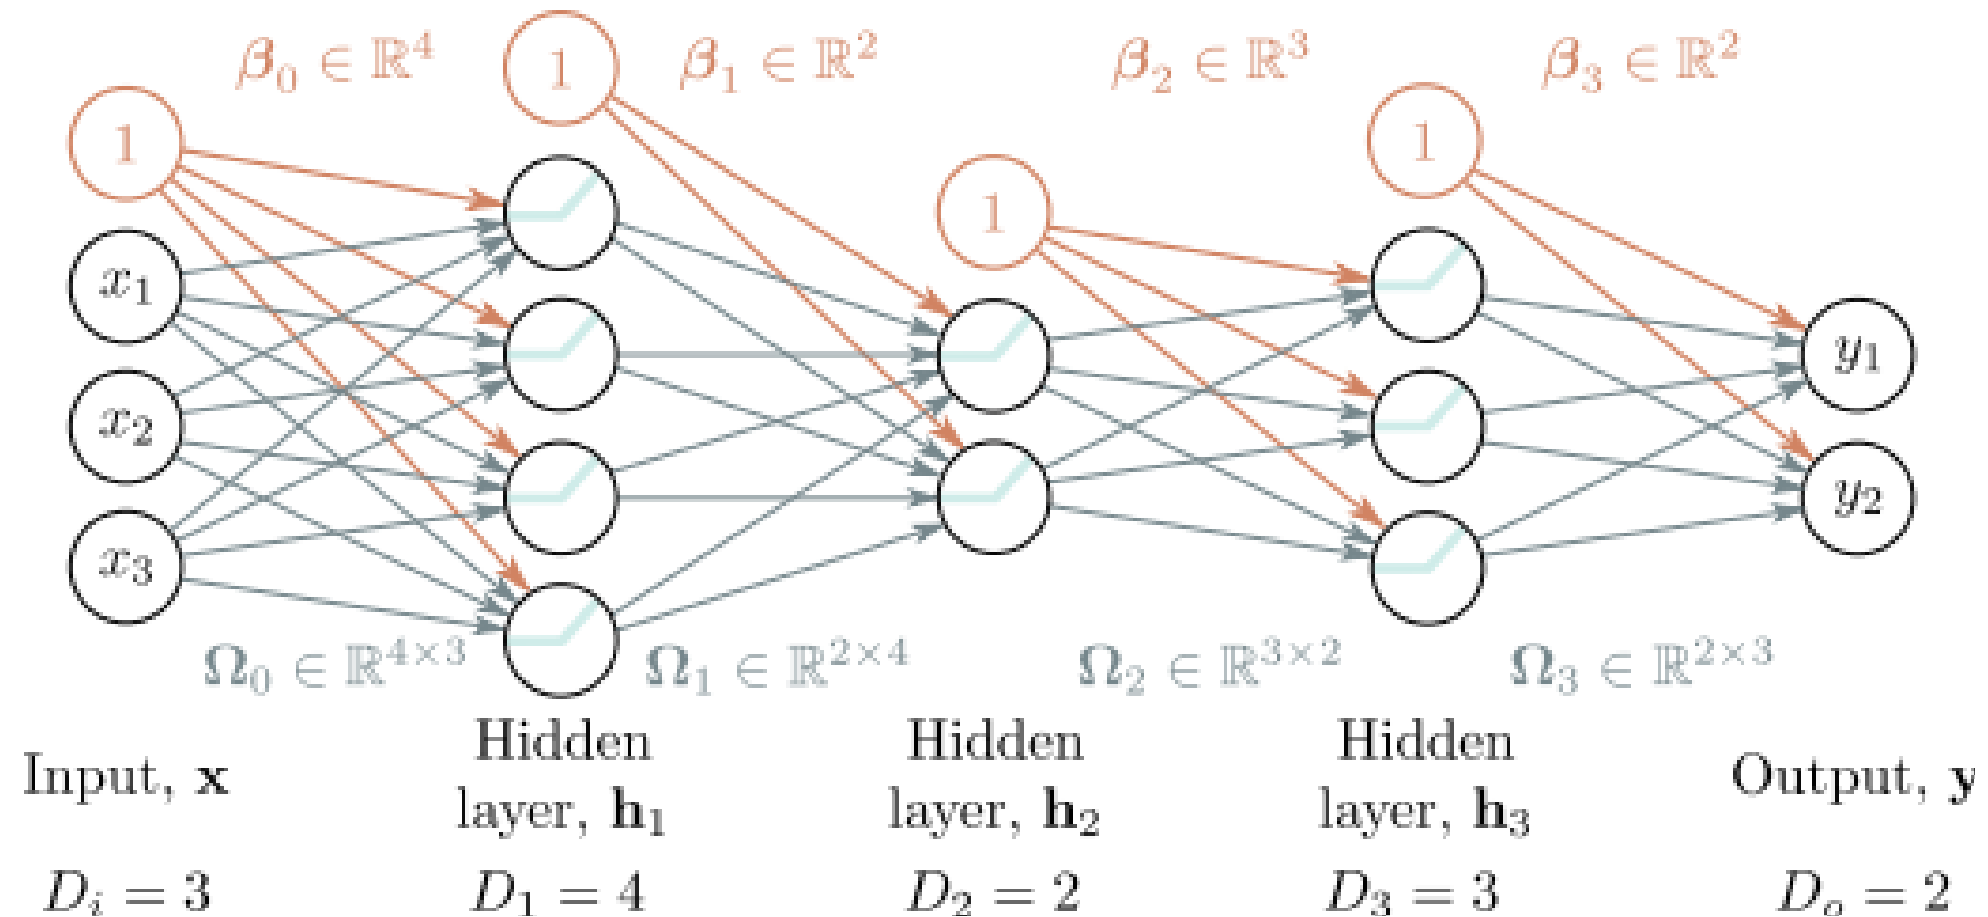 β₀ ∈ ℝ⁴
β₁ ∈ ℝ²
β₂ ∈ ℝ³
β₃ ∈ ℝ²
1
1
1
1
x₁
x₂
x₃
y₁
y₂
Ω₀ ∈ ℝ⁴ˣ³
Ω₁ ∈ ℝ²ˣ⁴
Ω₂ ∈ ℝ³ˣ²
Ω₃ ∈ ℝ²ˣ³
Input, x
Hidden
layer, h₁
Hidden
layer, h₂
Hidden
layer, h₃
Output, y
Dᵢ = 3
D₁ = 4
D₂ = 2
D₃ = 3
Dₒ = 2